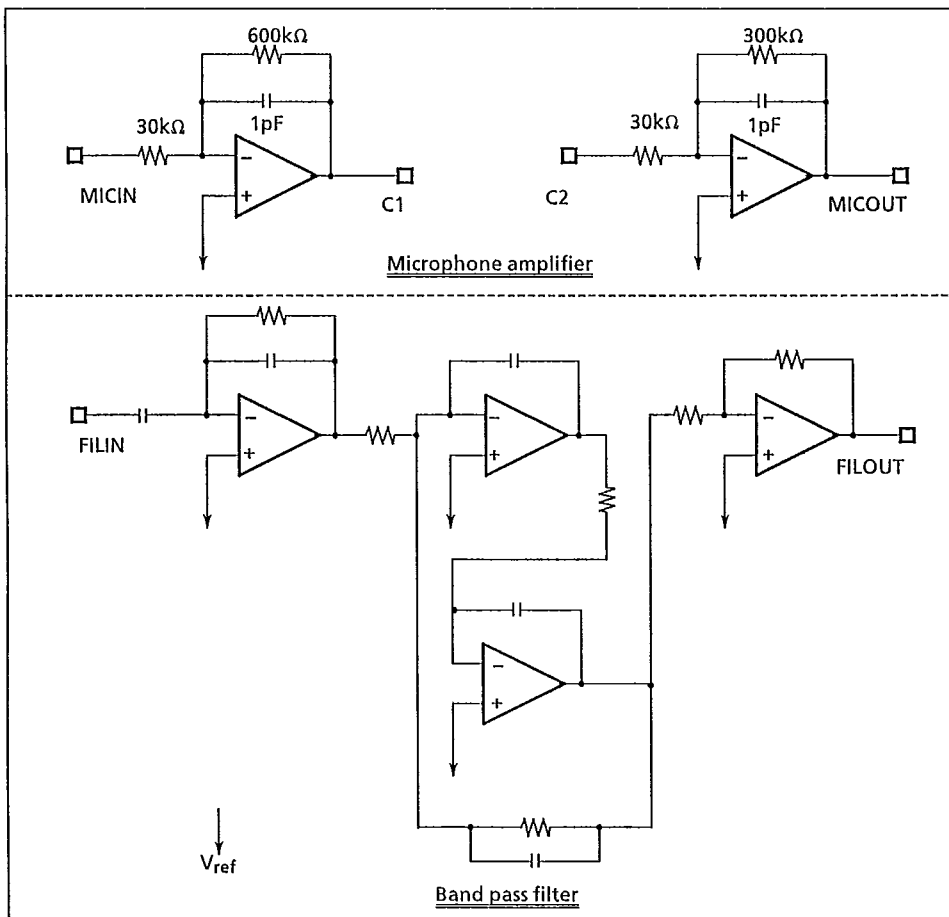 600kΩ
300kΩ
30kΩ
1pF
30kΩ
1pF
−
+
−
+
MICIN
C1
C2
MICOUT
Microphone amplifier
FILIN
−
+
−
+
−
+
FILOUT
−
+
Vref
Band pass filter